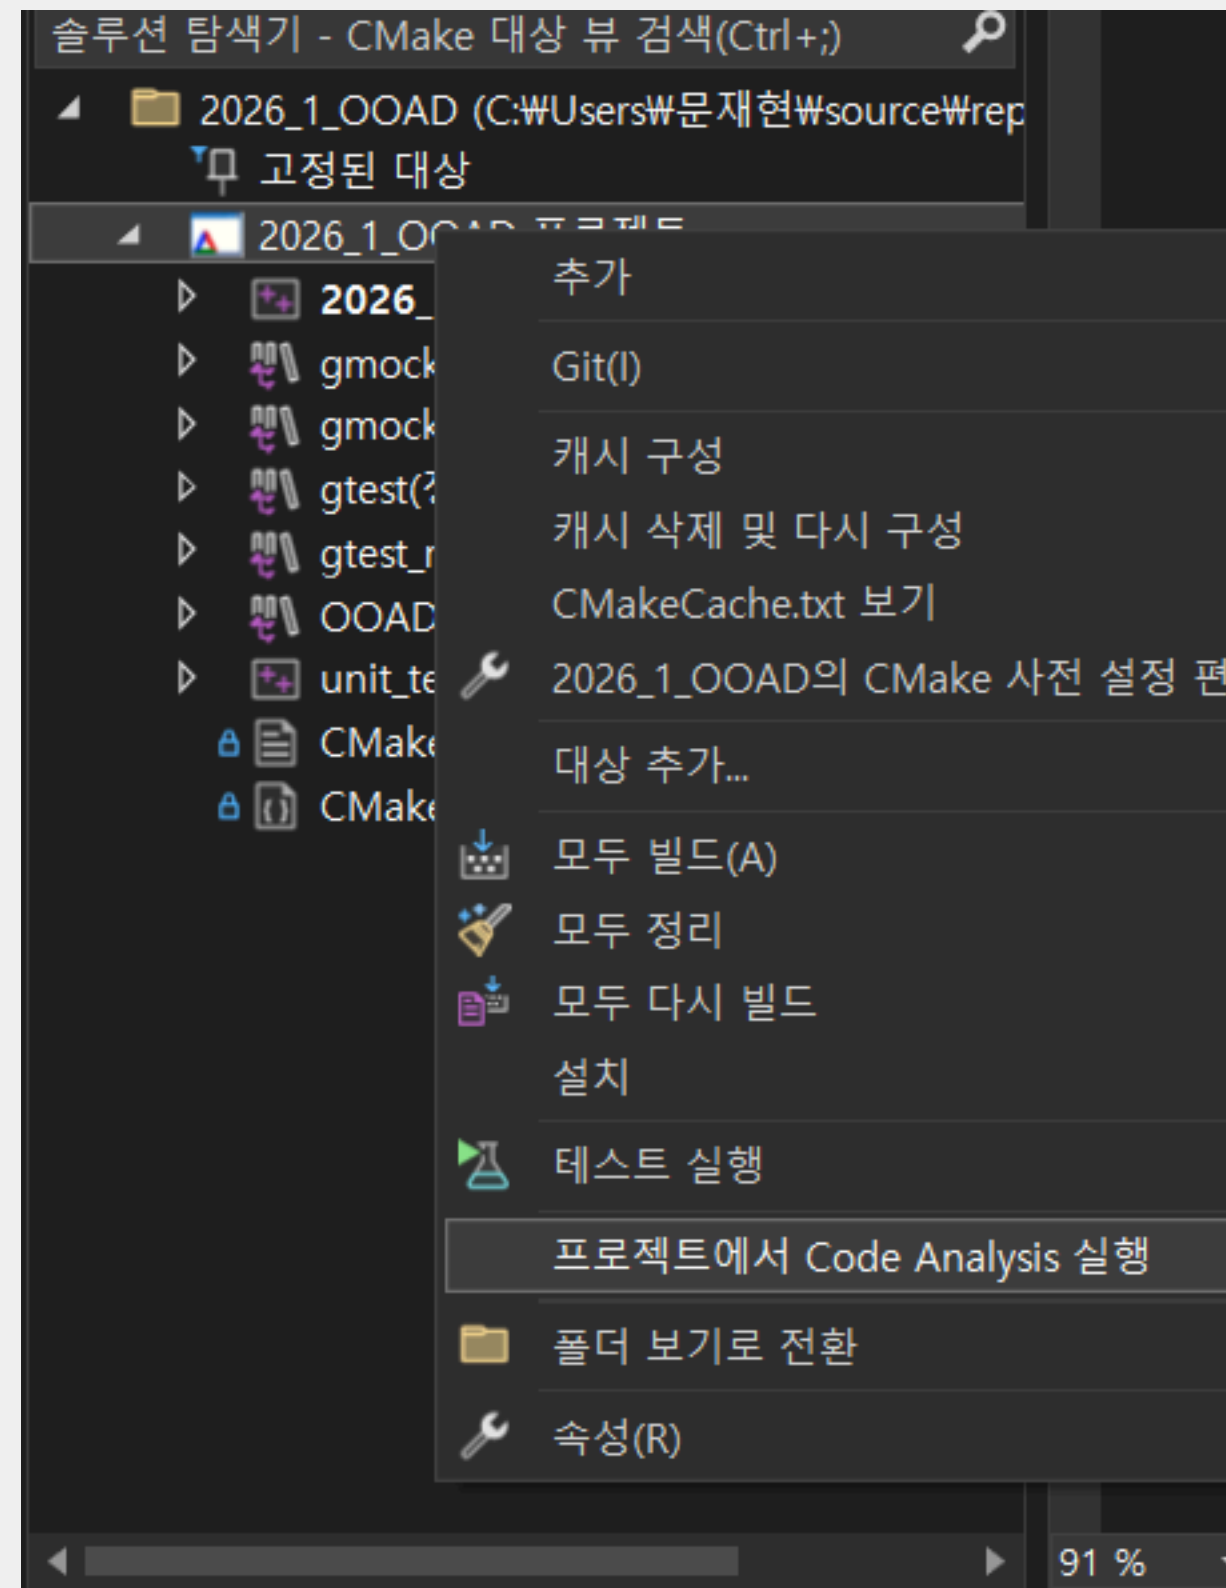 솔루션 탐색기 - CMake 대상 뷰 검색(Ctrl+;)
2026_1_OOAD (C:₩Users₩문재현₩source₩rep
고정된 대상
2026_1_OOAD 프로젝트
2026_
gmock
gmock
gtest(
gtest_
OOAD
unit_te
CMake
CMake
추가
Git(I)
캐시 구성
캐시 삭제 및 다시 구성
CMakeCache.txt 보기
2026_1_OOAD의 CMake 사전 설정 편
대상 추가...
모두 빌드(A)
모두 정리
모두 다시 빌드
설치
테스트 실행
프로젝트에서 Code Analysis 실행
폴더 보기로 전환
속성(R)
91 %